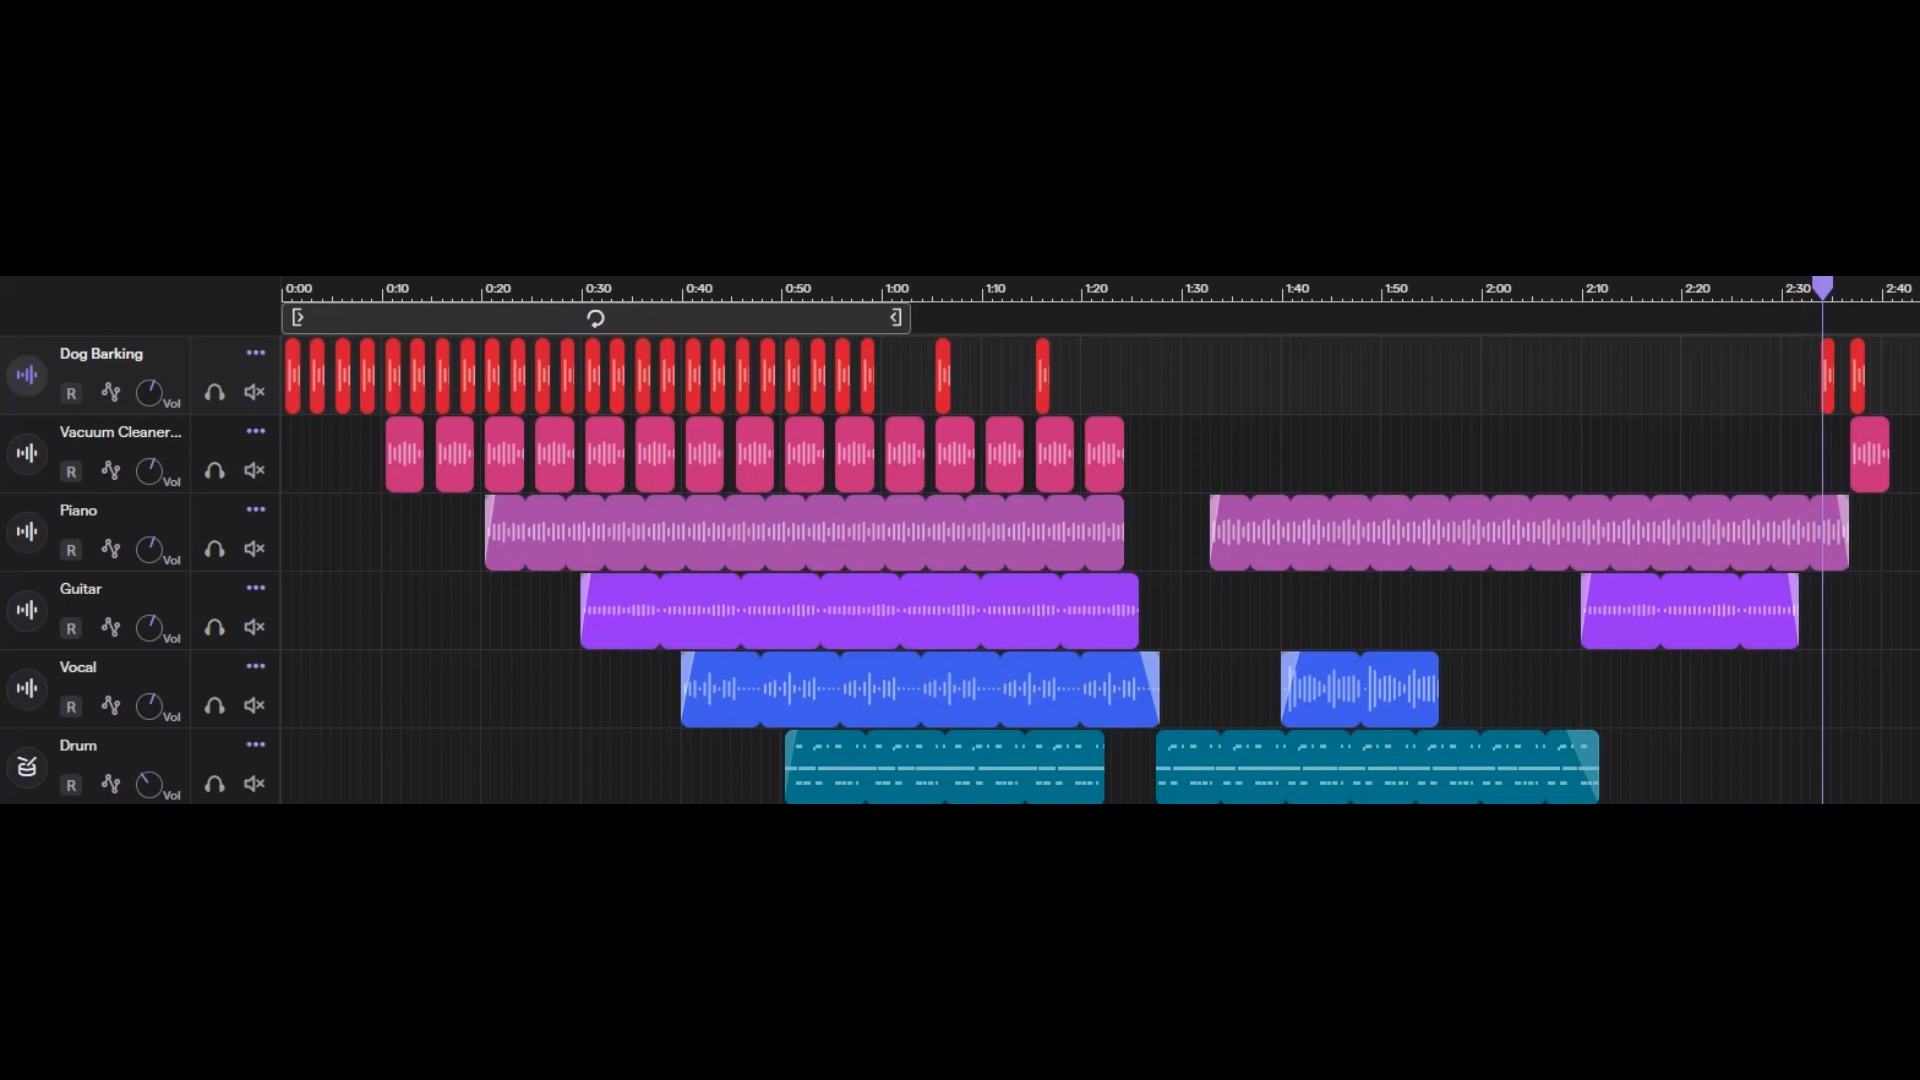 0:00 0:10 0:20 0:30 0:40 0:50 1:00 1:10 1:20 1:30 1:40 1:50 2:00 2:10 2:20 2:30 2:40
Dog Barking
R Vol
Vacuum Cleaner...
R Vol
Piano
R Vol
Guitar
R Vol
Vocal
R Vol
Drum
R Vol